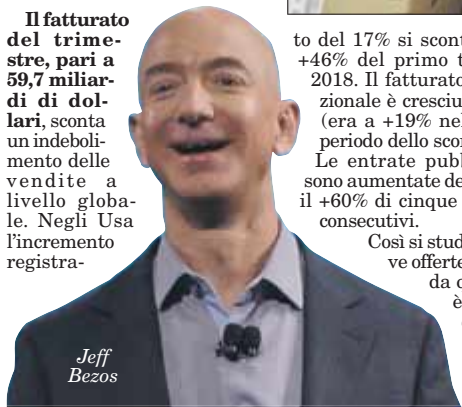 Il fatturato
del trime-
stre, pari a
59,7 miliar-
di di dol-
lari, sconta
un indeboli-
mento delle
vendite a
livello globa-
le. Negli Usa
l'incremento
registra-
to del 17% si scont
+46% del primo t
2018. Il fatturato
zionale è cresciu
(era a +19% nel
periodo dello scor
Le entrate pubb
sono aumentate de
il +60% di cinque
consecutivi.
Così si stud
ve offerte
da c
è
Jeff
Bezos